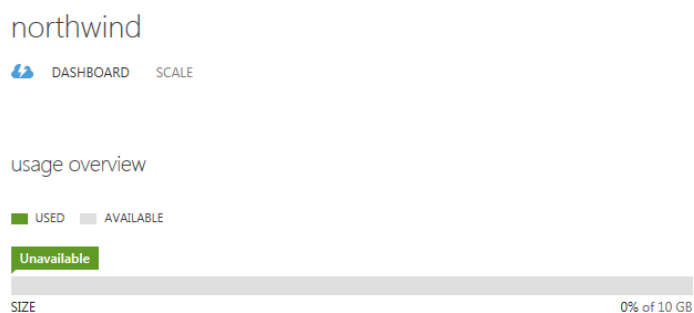 northwind
DASHBOARD SCALE
usage overview
USED AVAILABLE
Unavailable
SIZE 0% of 10 GB